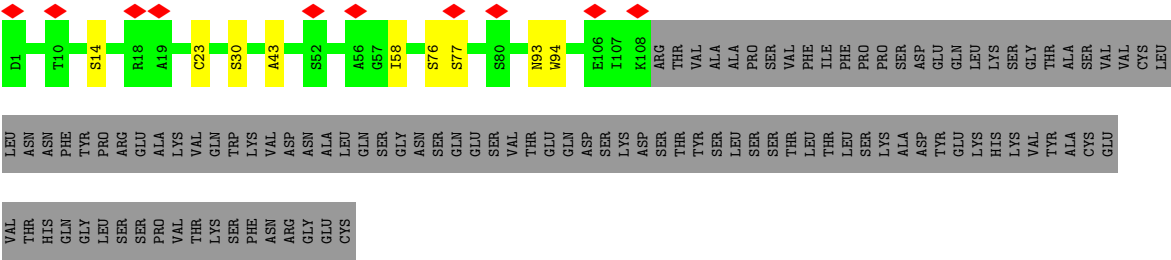 D1 T10 S14 R18 A19 C23 S30 A43 S52 A56 G57 I58 S76 S77 S80 N93 W94 E106 I107 K108 ARG THR VAL ALA ALA PRO SER VAL PHE ILE PHE PRO PRO SER ASP GLU GLN LEU LYS SER GLY THR ALA SER VAL VAL CYS LEU
LEU ASN ASN PHE TYR PRO ARG GLU ALA LYS VAL GLN TRP LYS VAL ASP ASN ALA LEU GLN SER GLY ASN SER GLN GLU SER VAL THR GLU GLN ASP SER LYS ASP SER THR TYR SER LEU SER SER THR LEU THR LEU SER LYS ALA ASP TYR GLU LYS HIS LYS VAL TYR ALA CYS GLU
VAL THR HIS GLN GLY LEU SER SER PRO VAL THR LYS SER PHE ASN ARG GLY GLU CYS